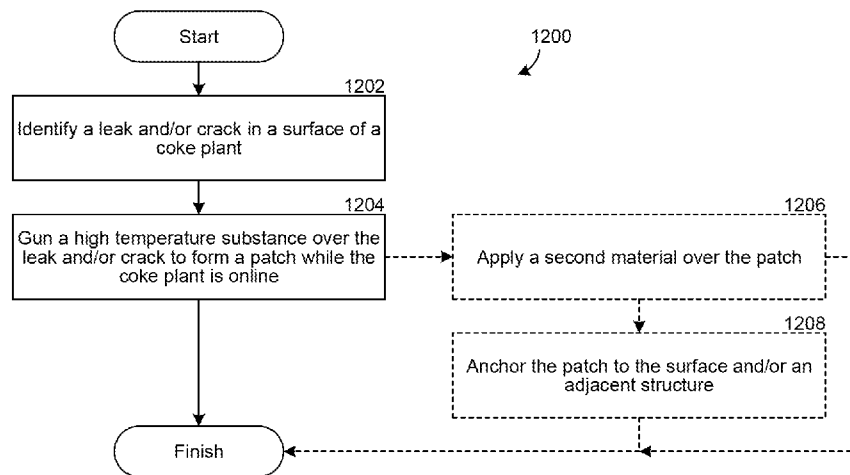 Start
1200
1202
Identify a leak and/or crack in a surface of a
coke plant
1204
Gun a high temperature substance over the
leak and/or crack to form a patch while the
coke plant is online
1206
Apply a second material over the patch
1208
Anchor the patch to the surface and/or an
adjacent structure
Finish